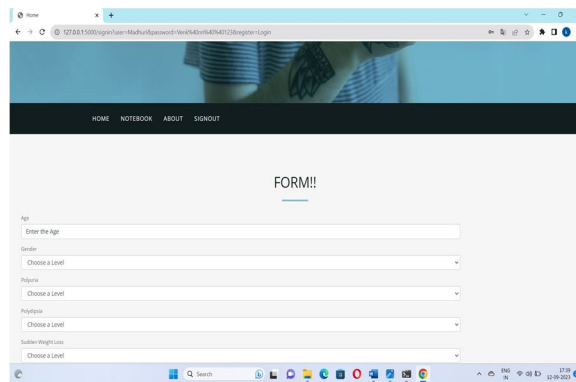 Home
127.0.0.1:5000/signin?user=Madhuri&password=Venk%40nn%40%40123&register=Login
HOME NOTEBOOK ABOUT SIGNOUT
FORM!!
Age
Enter the Age
Gender
Choose a Level
Polyuria
Choose a Level
Polydipsia
Choose a Level
Sudden Weight Loss
Choose a Level
Search
ENG
IN
17:39
12-09-2023